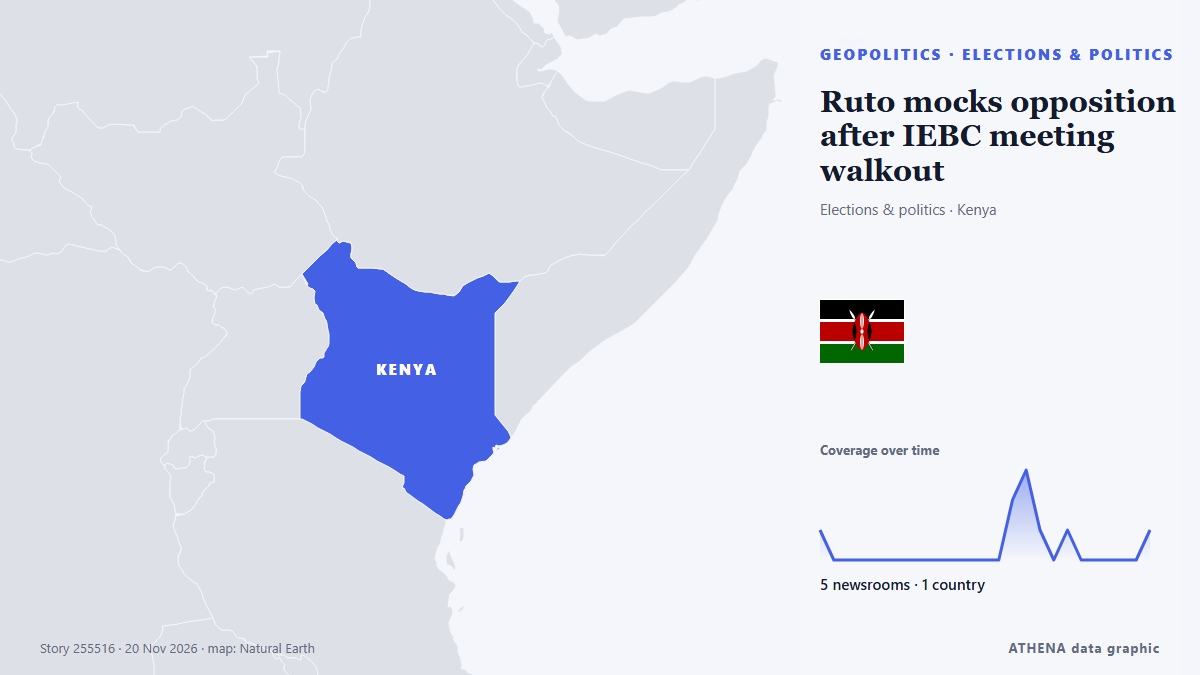 GEOPOLITICS · ELECTIONS & POLITICS
Ruto mocks opposition
after IEBC meeting
walkout
Elections & politics · Kenya
KENYA
Coverage over time
5 newsrooms · 1 country
Story 255516 · 20 Nov 2026 · map: Natural Earth
ATHENA data graphic